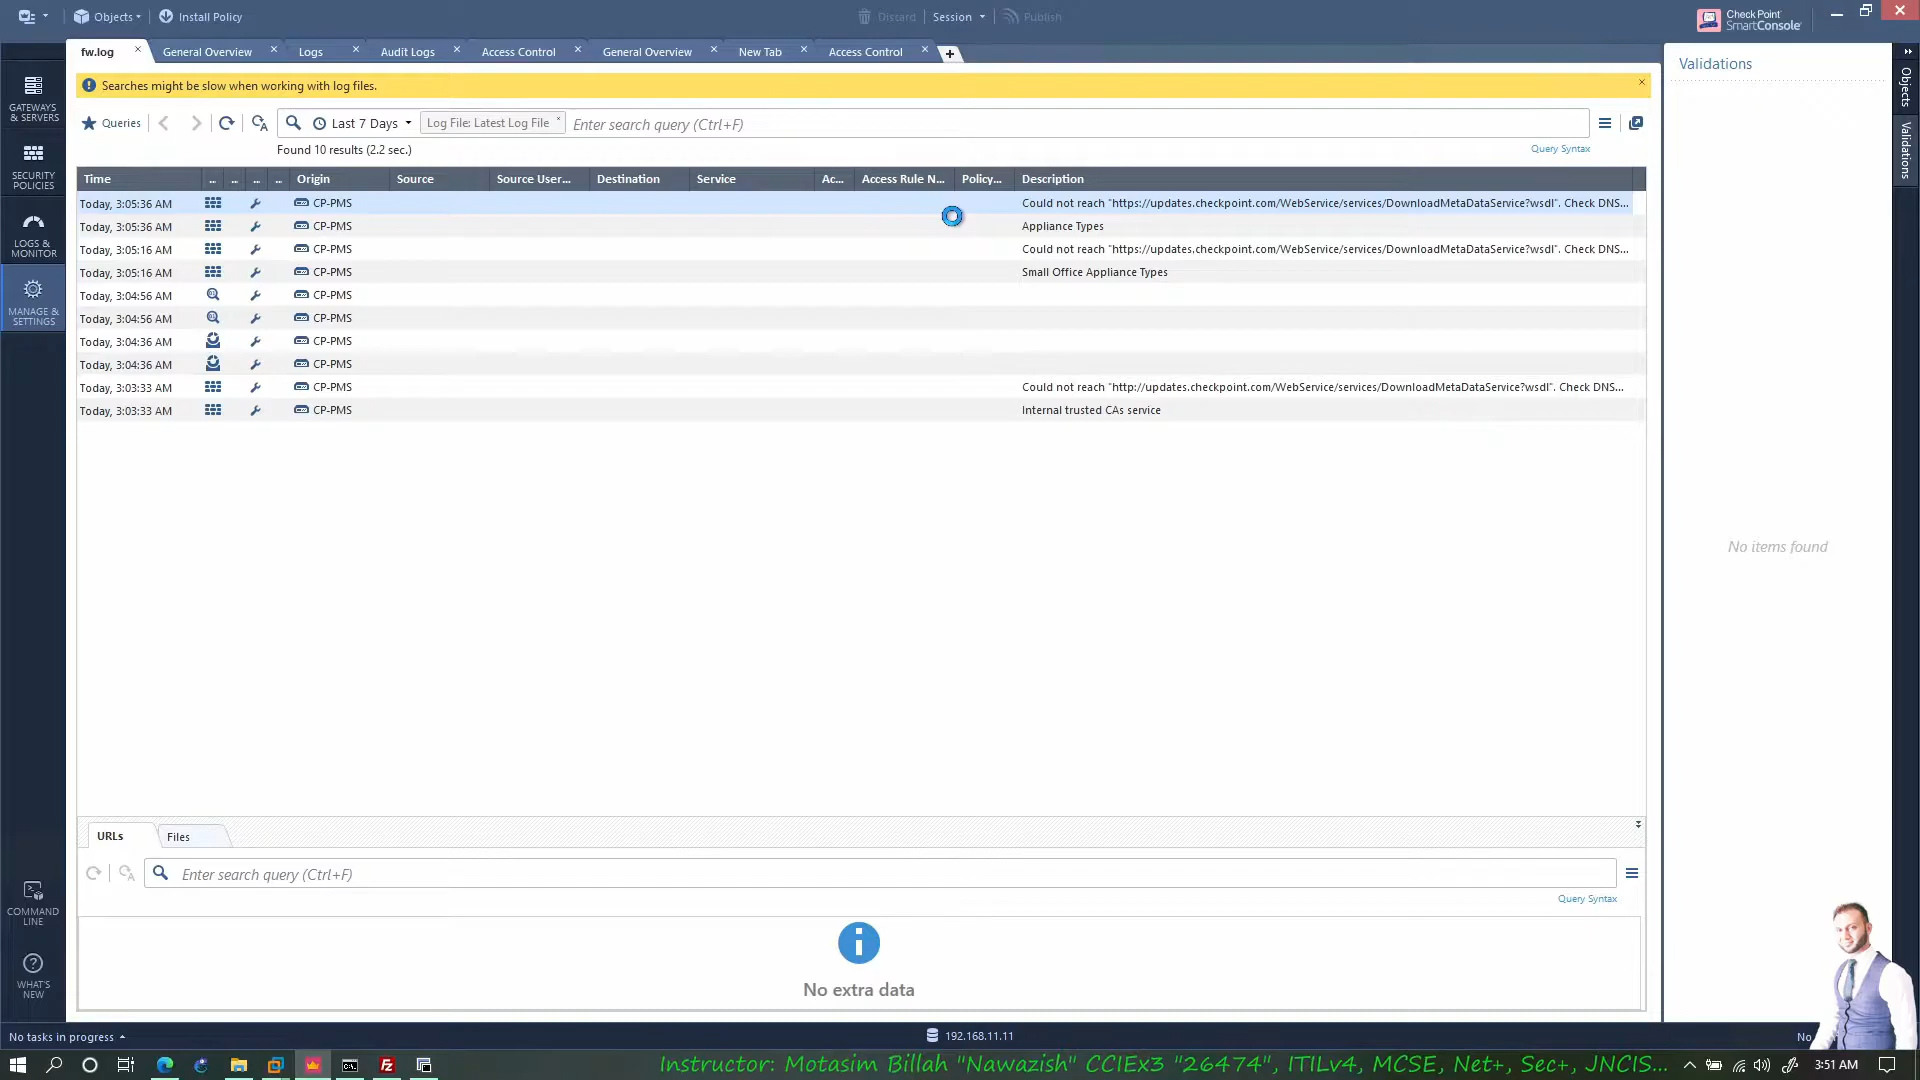 Objects
Install Policy
Discard
Session
Publish
Check Point
SmartConsole
fw.log
General Overview
Logs
Audit Logs
Access Control
General Overview
New Tab
Access Control
Validations
Searches might be slow when working with log files.
Queries
Last 7 Days
Log File: Latest Log File
Enter search query (Ctrl+F)
Found 10 results (2.2 sec.)
Query Syntax
Time ... ... ... ... Origin Source Source User... Destination Service Ac... Access Rule N... Policy... Description
Today, 3:05:36 AM CP-PMS Could not reach "https://updates.checkpoint.com/WebService/services/DownloadMetaDataService?wsdl". Check DNS...
Today, 3:05:36 AM CP-PMS Appliance Types
Today, 3:05:16 AM CP-PMS Could not reach "https://updates.checkpoint.com/WebService/services/DownloadMetaDataService?wsdl". Check DNS...
Today, 3:05:16 AM CP-PMS Small Office Appliance Types
Today, 3:04:56 AM CP-PMS
Today, 3:04:56 AM CP-PMS
Today, 3:04:36 AM CP-PMS
Today, 3:04:36 AM CP-PMS
Today, 3:03:33 AM CP-PMS Could not reach "http://updates.checkpoint.com/WebService/services/DownloadMetaDataService?wsdl". Check DNS...
Today, 3:03:33 AM CP-PMS Internal trusted CAs service
GATEWAYS
& SERVERS
SECURITY
POLICIES
LOGS &
MONITOR
MANAGE &
SETTINGS
COMMAND
LINE
WHAT'S
NEW
Objects
Validations
No items found
URLs
Files
Enter search query (Ctrl+F)
Query Syntax
No extra data
No tasks in progress
192.168.11.11
No
Instructor: Motasim Billah "Nawazish" CCIEx3 "26474", ITILv4, MCSE, Net+, Sec+, JNCIS...
3:51 AM